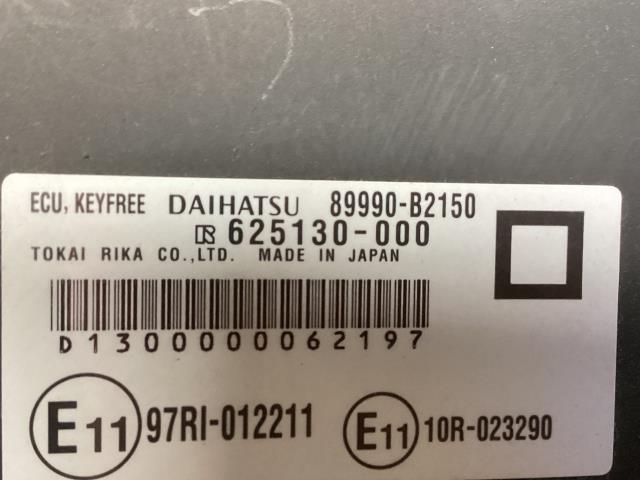 ECU, KEYFREE DAIHATSU 89990-B2150
R 625130-000
TOKAI RIKA CO.,LTD. MADE IN JAPAN
D1300000062197
E11 97RI-012211 E11 10R-023290